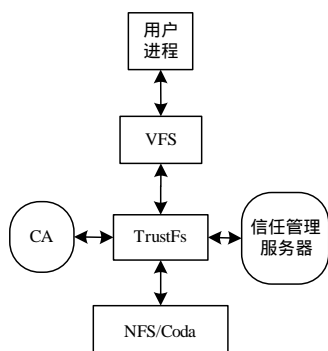 用户
进程
VFS
CA
TrustFs
信任管理
服务器
NFS/Coda